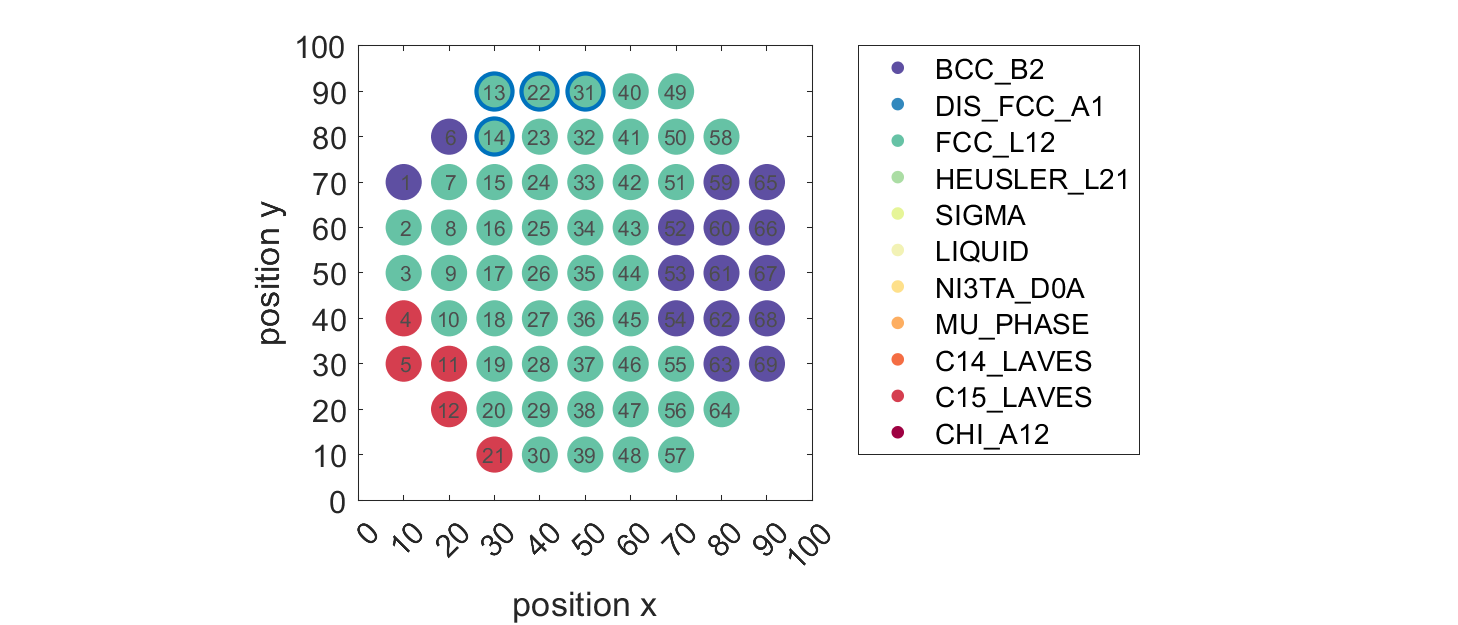 100
90 13 22 31 40 49
80 6 14 23 32 41 50 58
70 1 7 15 24 33 42 51 59 65
60 2 8 16 25 34 43 52 60 66
50 3 9 17 26 35 44 53 61 67
40 4 10 18 27 36 45 54 62 68
30 5 11 19 28 37 46 55 63 69
20 12 20 29 38 47 56 64
10 21 30 39 48 57
0
position y
0 10 20 30 40 50 60 70 80 90 100
position x
BCC_B2
DIS_FCC_A1
FCC_L12
HEUSLER_L21
SIGMA
LIQUID
NI3TA_D0A
MU_PHASE
C14_LAVES
C15_LAVES
CHI_A12